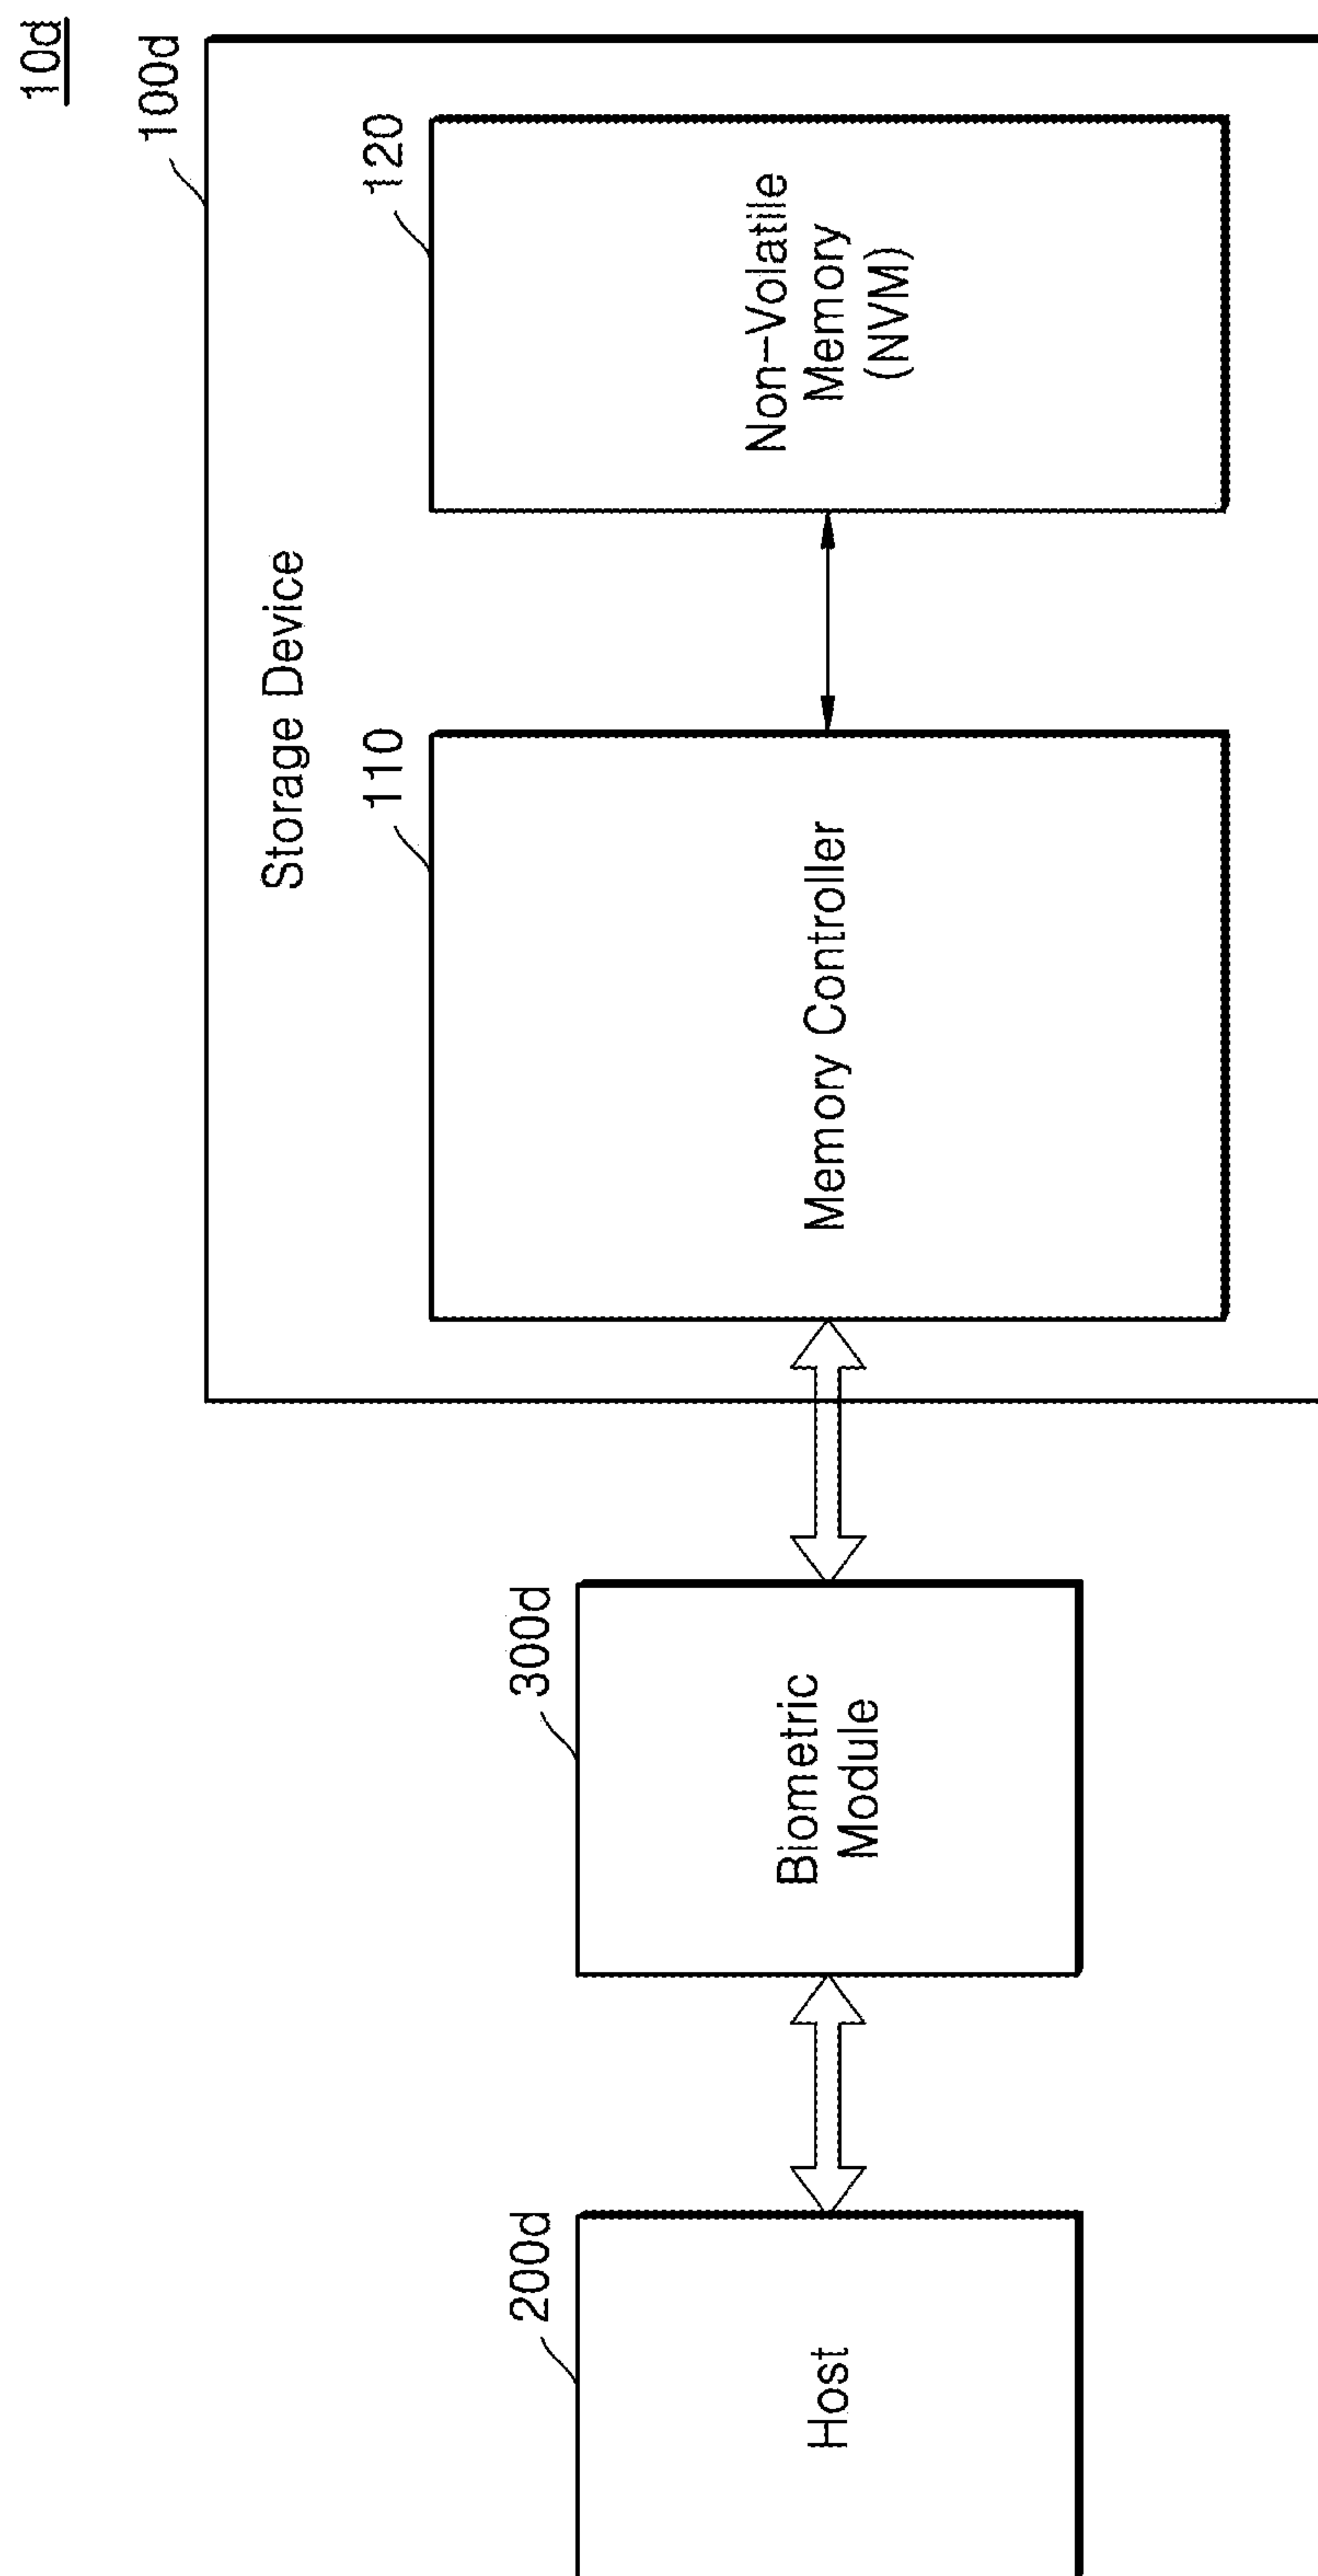 10d
100d
Storage Device
200d
Host
300d
Biometric
Module
110
Memory Controller
120
Non-Volatile
Memory
(NVM)